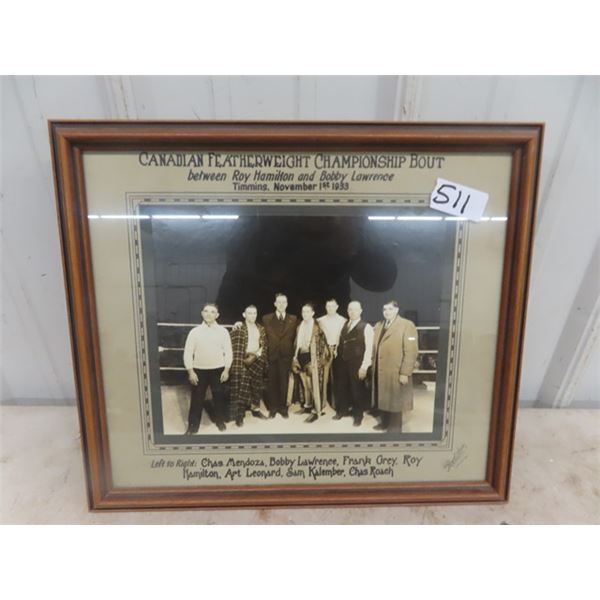 CANADIAN FEATHERWEIGHT CHAMPIONSHIP BOUT
between Roy Hamilton and Bobby Lawrence
Timmins, November 1st 1933
511
Left to Right: Chas Mendoza, Bobby Lawrence, Frank Grey, Roy
Hamilton, Art Leonard, Sam Kalember, Chas Roach